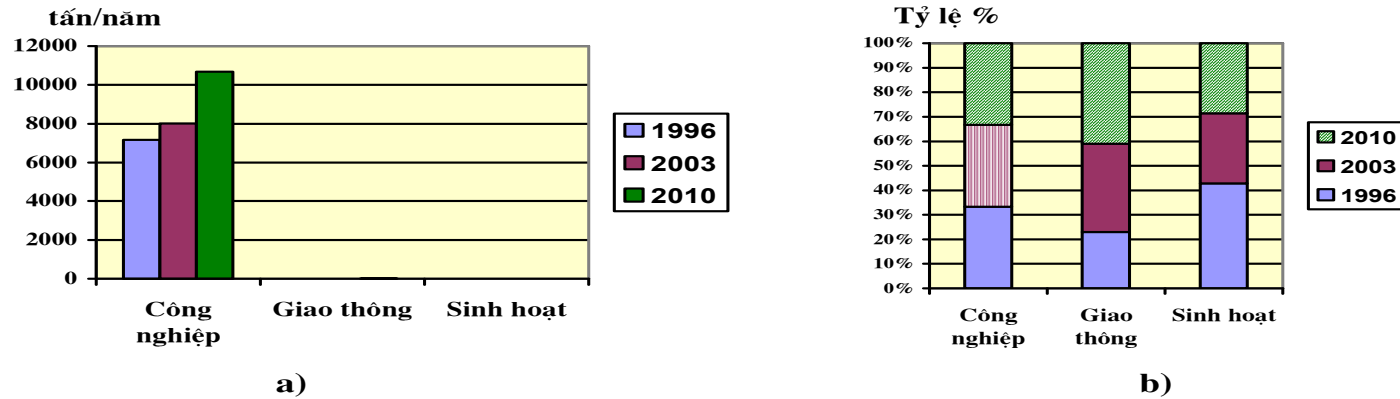 tấn/năm
12000
10000
8000
6000
4000
2000
0
Công
nghiệp
Giao thông
Sinh hoạt
1996
2003
2010
a)
Tỷ lệ %
100%
90%
80%
70%
60%
50%
40%
30%
20%
10%
0%
Công
nghiệp
Giao
thông
Sinh hoạt
2010
2003
1996
b)